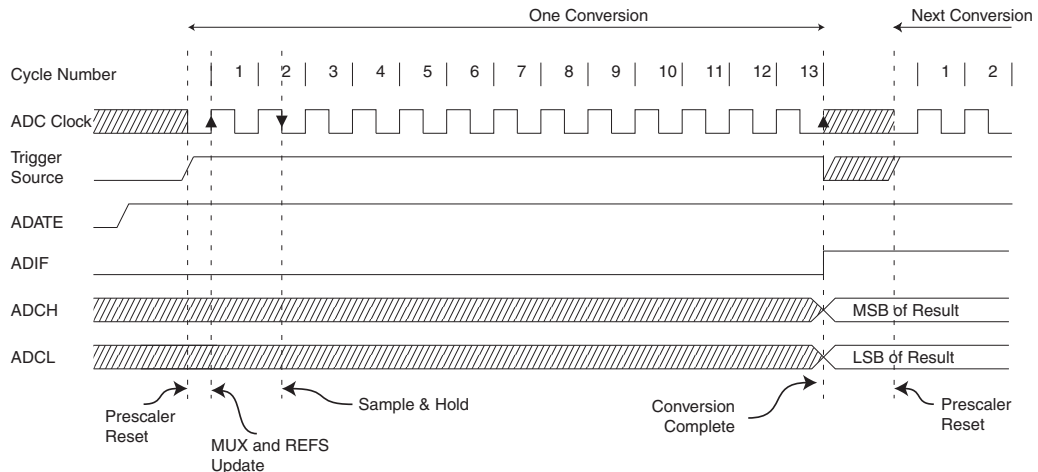 One Conversion
Next Conversion
Cycle Number
1 2 3 4 5 6 7 8 9 10 11 12 13 1 2
ADC Clock
Trigger
Source
ADATE
ADIF
ADCH
MSB of Result
ADCL
LSB of Result
Prescaler
Reset
MUX and REFS
Update
Sample & Hold
Conversion
Complete
Prescaler
Reset